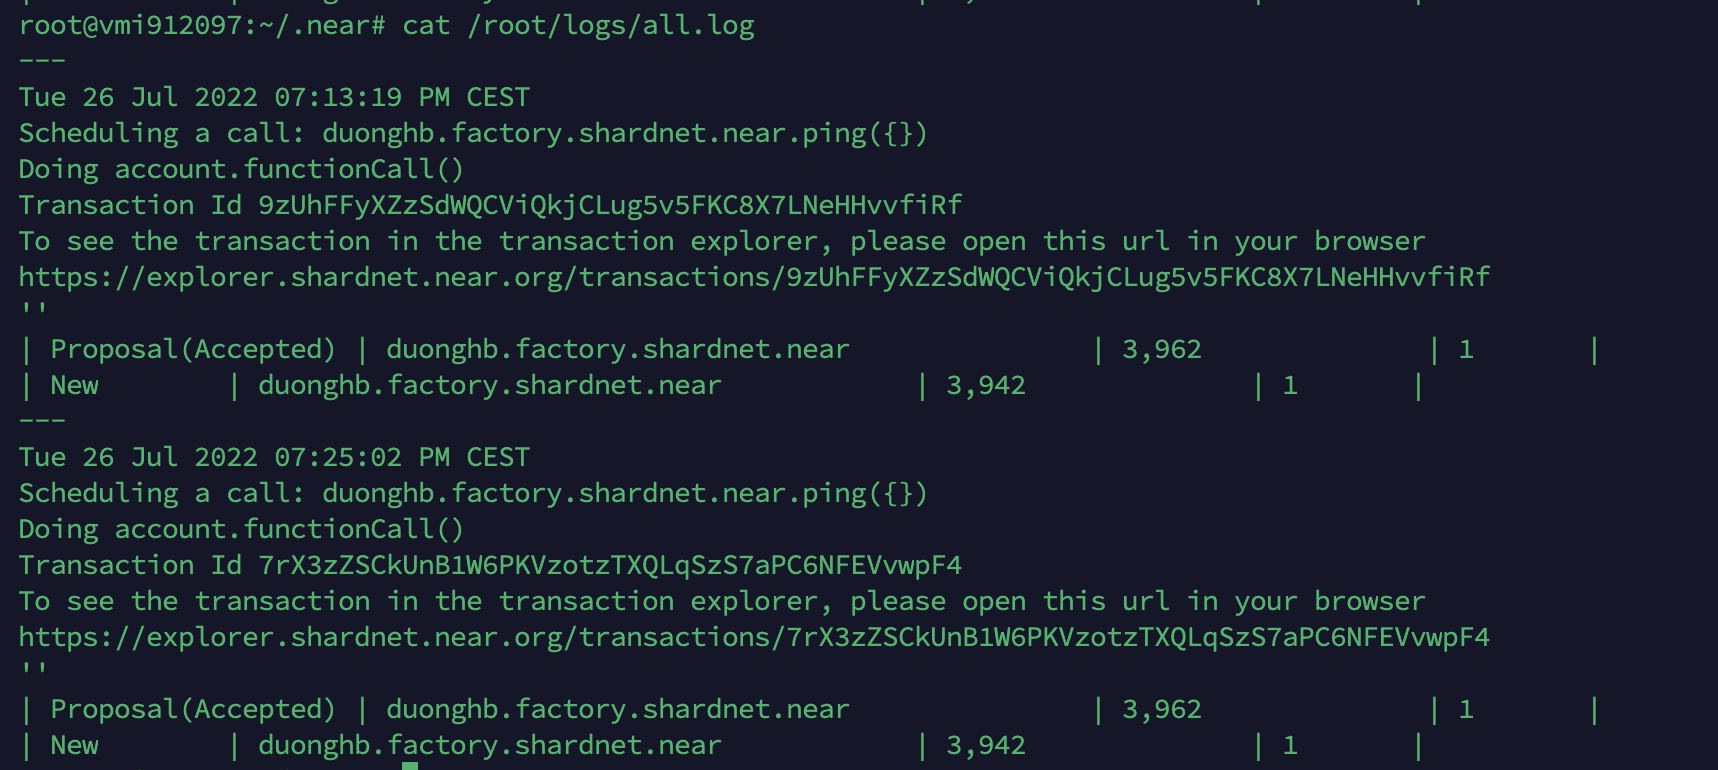 root@vmi912097:~/.near# cat /root/logs/all.log
---
Tue 26 Jul 2022 07:13:19 PM CEST
Scheduling a call: duonghb.factory.shardnet.near.ping({})
Doing account.functionCall()
Transaction Id 9zUhFFyXZzSdWQCViQkjCLug5v5FKC8X7LNeHHvvfiRf
To see the transaction in the transaction explorer, please open this url in your browser
https://explorer.shardnet.near.org/transactions/9zUhFFyXZzSdWQCViQkjCLug5v5FKC8X7LNeHHvvfiRf
''
| Proposal(Accepted) | duonghb.factory.shardnet.near | 3,962 | 1 |
| New | duonghb.factory.shardnet.near | 3,942 | 1 |
---
Tue 26 Jul 2022 07:25:02 PM CEST
Scheduling a call: duonghb.factory.shardnet.near.ping({})
Doing account.functionCall()
Transaction Id 7rX3zZSCkUnB1W6PKVzotzTXQLqSzS7aPC6NFEVvwpF4
To see the transaction in the transaction explorer, please open this url in your browser
https://explorer.shardnet.near.org/transactions/7rX3zZSCkUnB1W6PKVzotzTXQLqSzS7aPC6NFEVvwpF4
''
| Proposal(Accepted) | duonghb.factory.shardnet.near | 3,962 | 1 |
| New | duonghb.factory.shardnet.near | 3,942 | 1 |